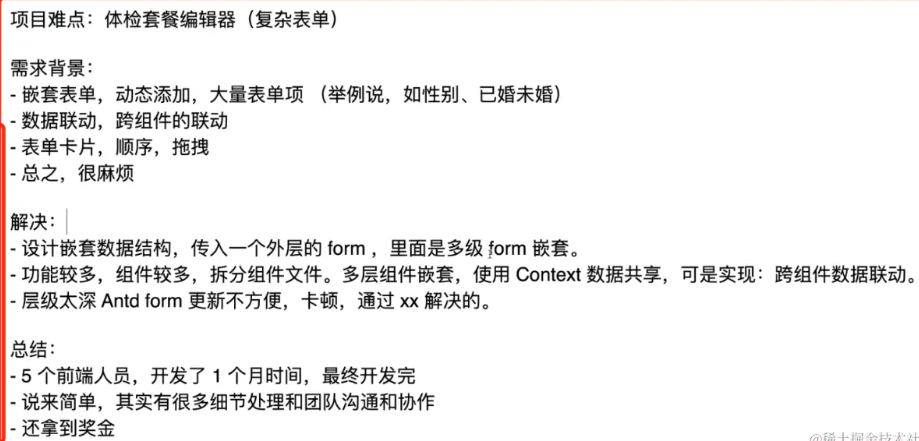 项目难点：体检套餐编辑器（复杂表单）
需求背景：
- 嵌套表单，动态添加，大量表单项 （举例说，如性别、已婚未婚）
- 数据联动，跨组件的联动
- 表单卡片，顺序，拖拽
- 总之，很麻烦
解决：
- 设计嵌套数据结构，传入一个外层的 form ，里面是多级 form 嵌套。
- 功能较多，组件较多，拆分组件文件。多层组件嵌套，使用 Context 数据共享，可是实现：跨组件数据联动。
- 层级太深 Antd form 更新不方便，卡顿，通过 xx 解决的。
总结：
- 5 个前端人员，开发了 1 个月时间，最终开发完
- 说来简单，其实有很多细节处理和团队沟通和协作
- 还拿到奖金
@稀土掘金技术社